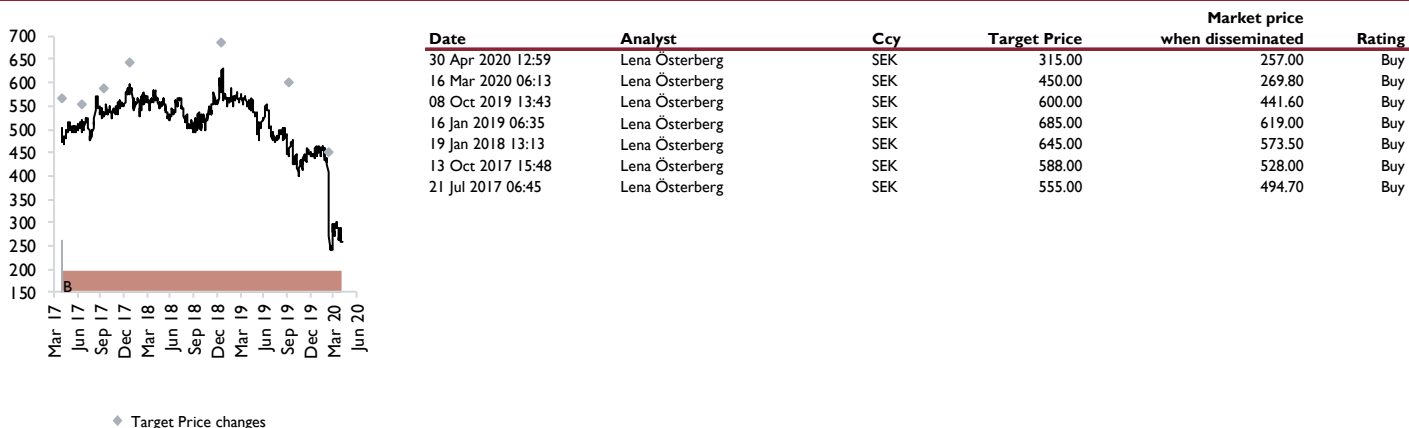 700
650
600
550
500
450
400
350
300
250
200
150
B
Mar 17
Jun 17
Sep 17
Dec 17
Mar 18
Jun 18
Sep 18
Dec 18
Mar 19
Jun 19
Sep 19
Dec 19
Mar 20
Jun 20
Target Price changes
Market price
Date Analyst Ccy Target Price when disseminated Rating
30 Apr 2020 12:59 Lena Österberg SEK 315.00 257.00 Buy
16 Mar 2020 06:13 Lena Österberg SEK 450.00 269.80 Buy
08 Oct 2019 13:43 Lena Österberg SEK 600.00 441.60 Buy
16 Jan 2019 06:35 Lena Österberg SEK 685.00 619.00 Buy
19 Jan 2018 13:13 Lena Österberg SEK 645.00 573.50 Buy
13 Oct 2017 15:48 Lena Österberg SEK 588.00 528.00 Buy
21 Jul 2017 06:45 Lena Österberg SEK 555.00 494.70 Buy